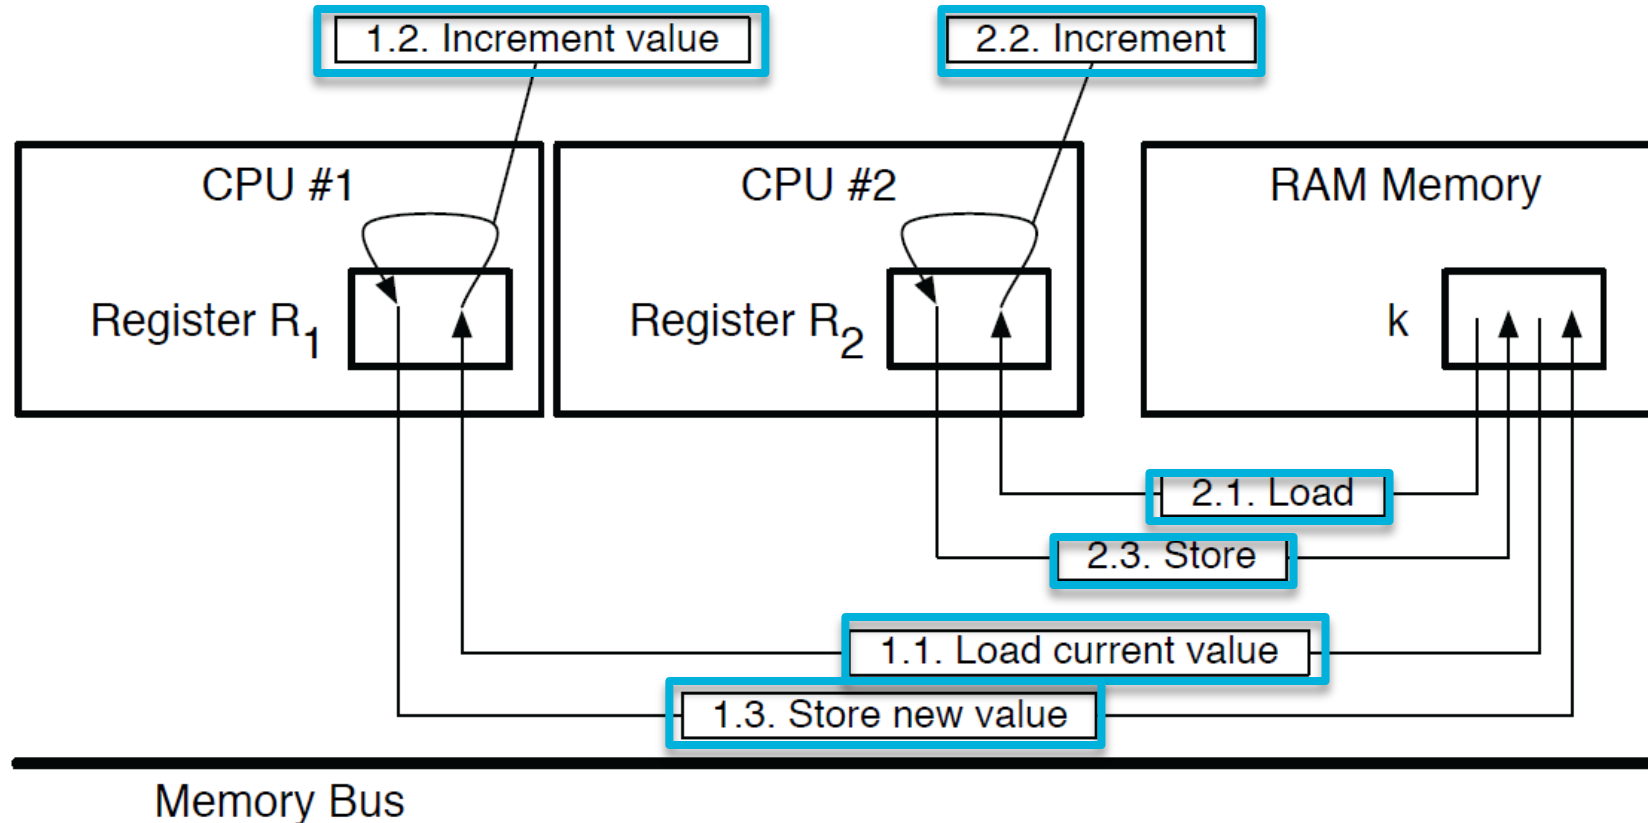 1.2. Increment value
2.2. Increment
CPU #1
CPU #2
RAM Memory
Register R1
Register R2
k
2.1. Load
2.3. Store
1.1. Load current value
1.3. Store new value
Memory Bus